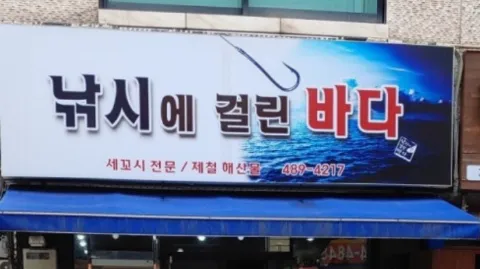 낚시에 걸린 바다
세꼬시 전문 / 제철 해산물 489-4217